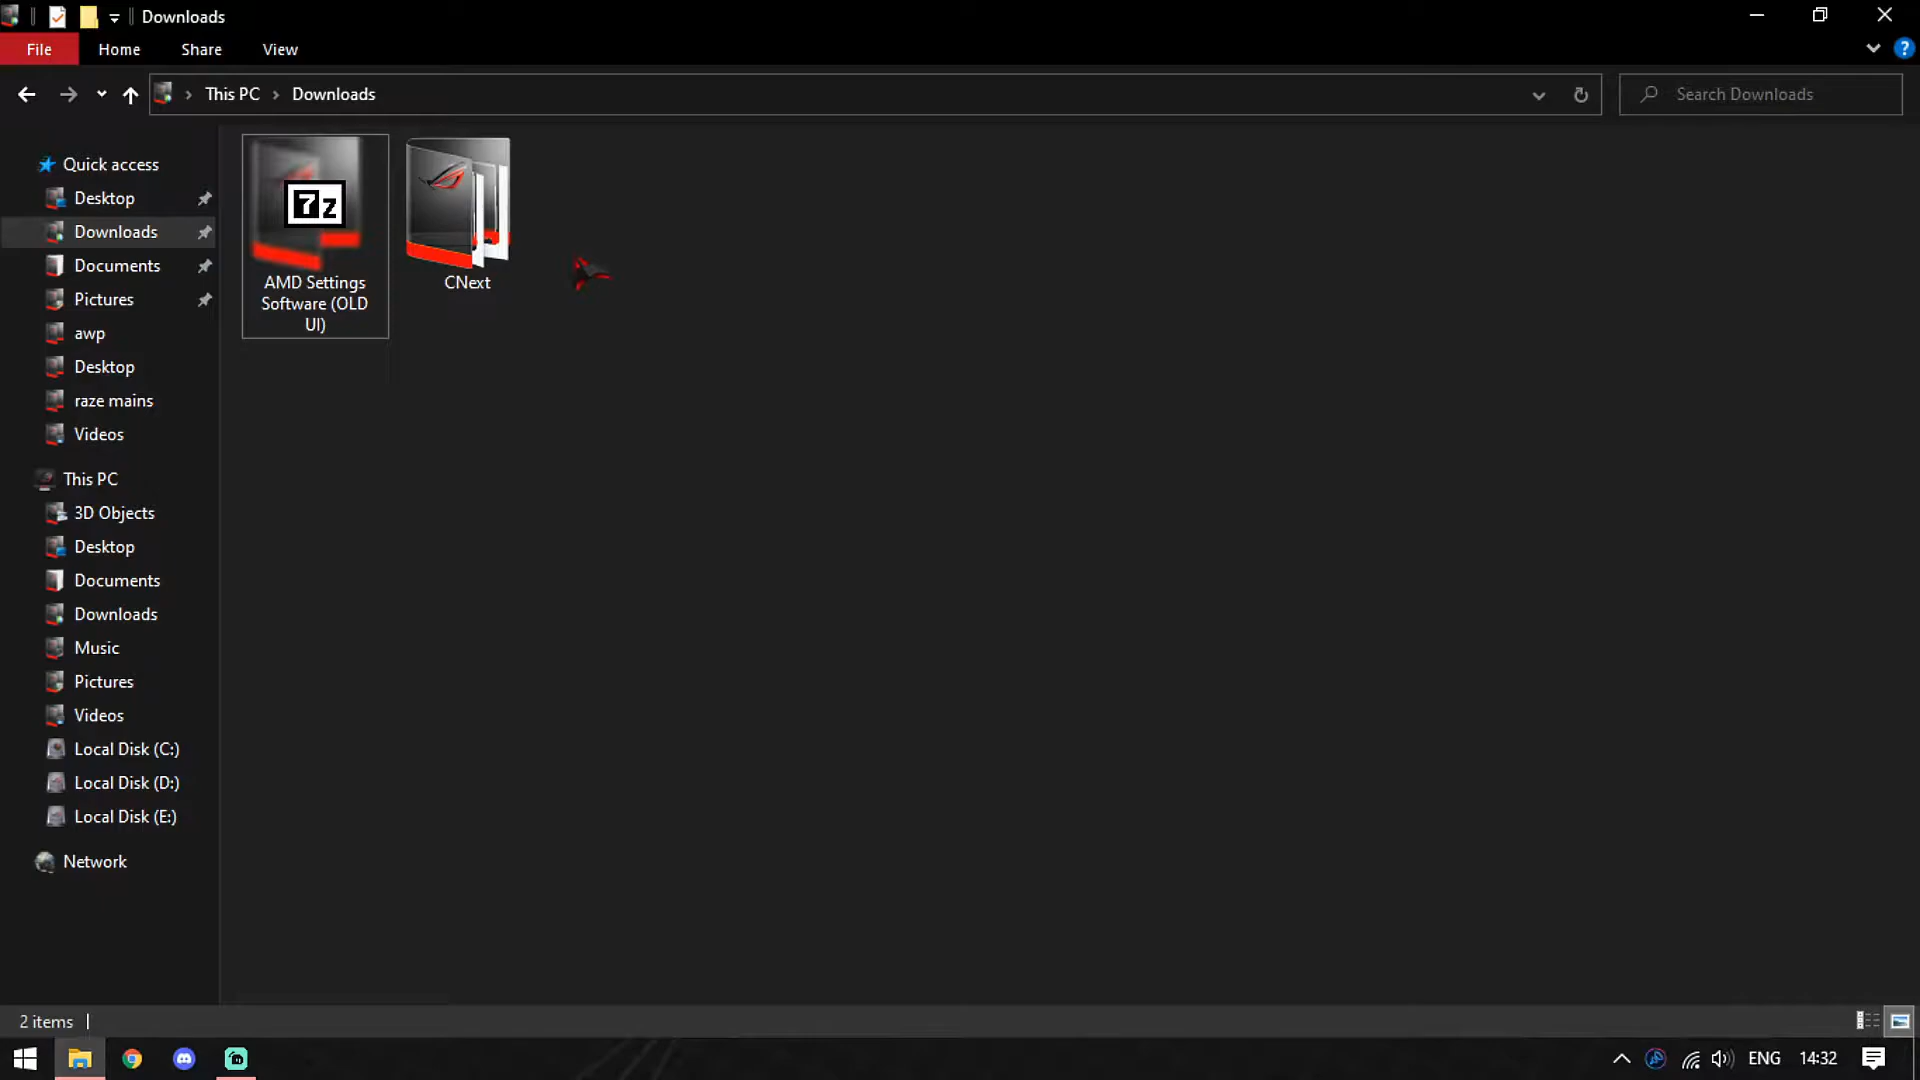 Downloads
File
Home
Share
View
This PC
Downloads
Search Downloads
Quick access
Desktop
Downloads
Documents
Pictures
awp
Desktop
raze mains
Videos
This PC
3D Objects
Desktop
Documents
Downloads
Music
Pictures
Videos
Local Disk (C:)
Local Disk (D:)
Local Disk (E:)
Network
7z
AMD Settings
Software (OLD
UI)
CNext
2 items
ENG
14:32